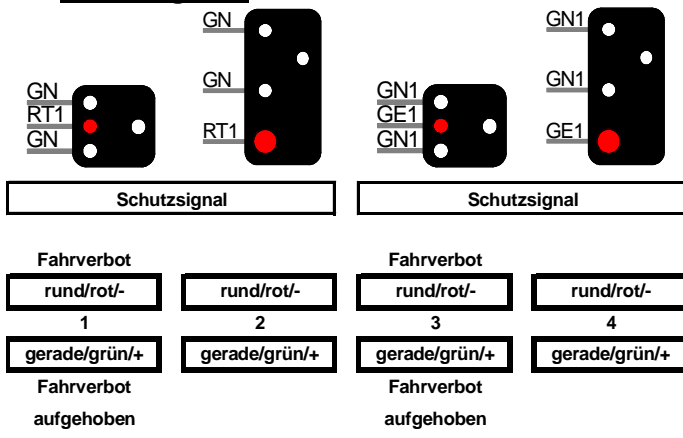 GN
GN
RT1
GN1
GN1
GE1
GN
RT1
GN
GN1
GE1
GN1
Schutzsignal
Schutzsignal
Fahrverbot
Fahrverbot
rund/rot/-
rund/rot/-
rund/rot/-
rund/rot/-
1
2
3
4
gerade/grün/+
gerade/grün/+
gerade/grün/+
gerade/grün/+
Fahrverbot
Fahrverbot
aufgehoben
aufgehoben